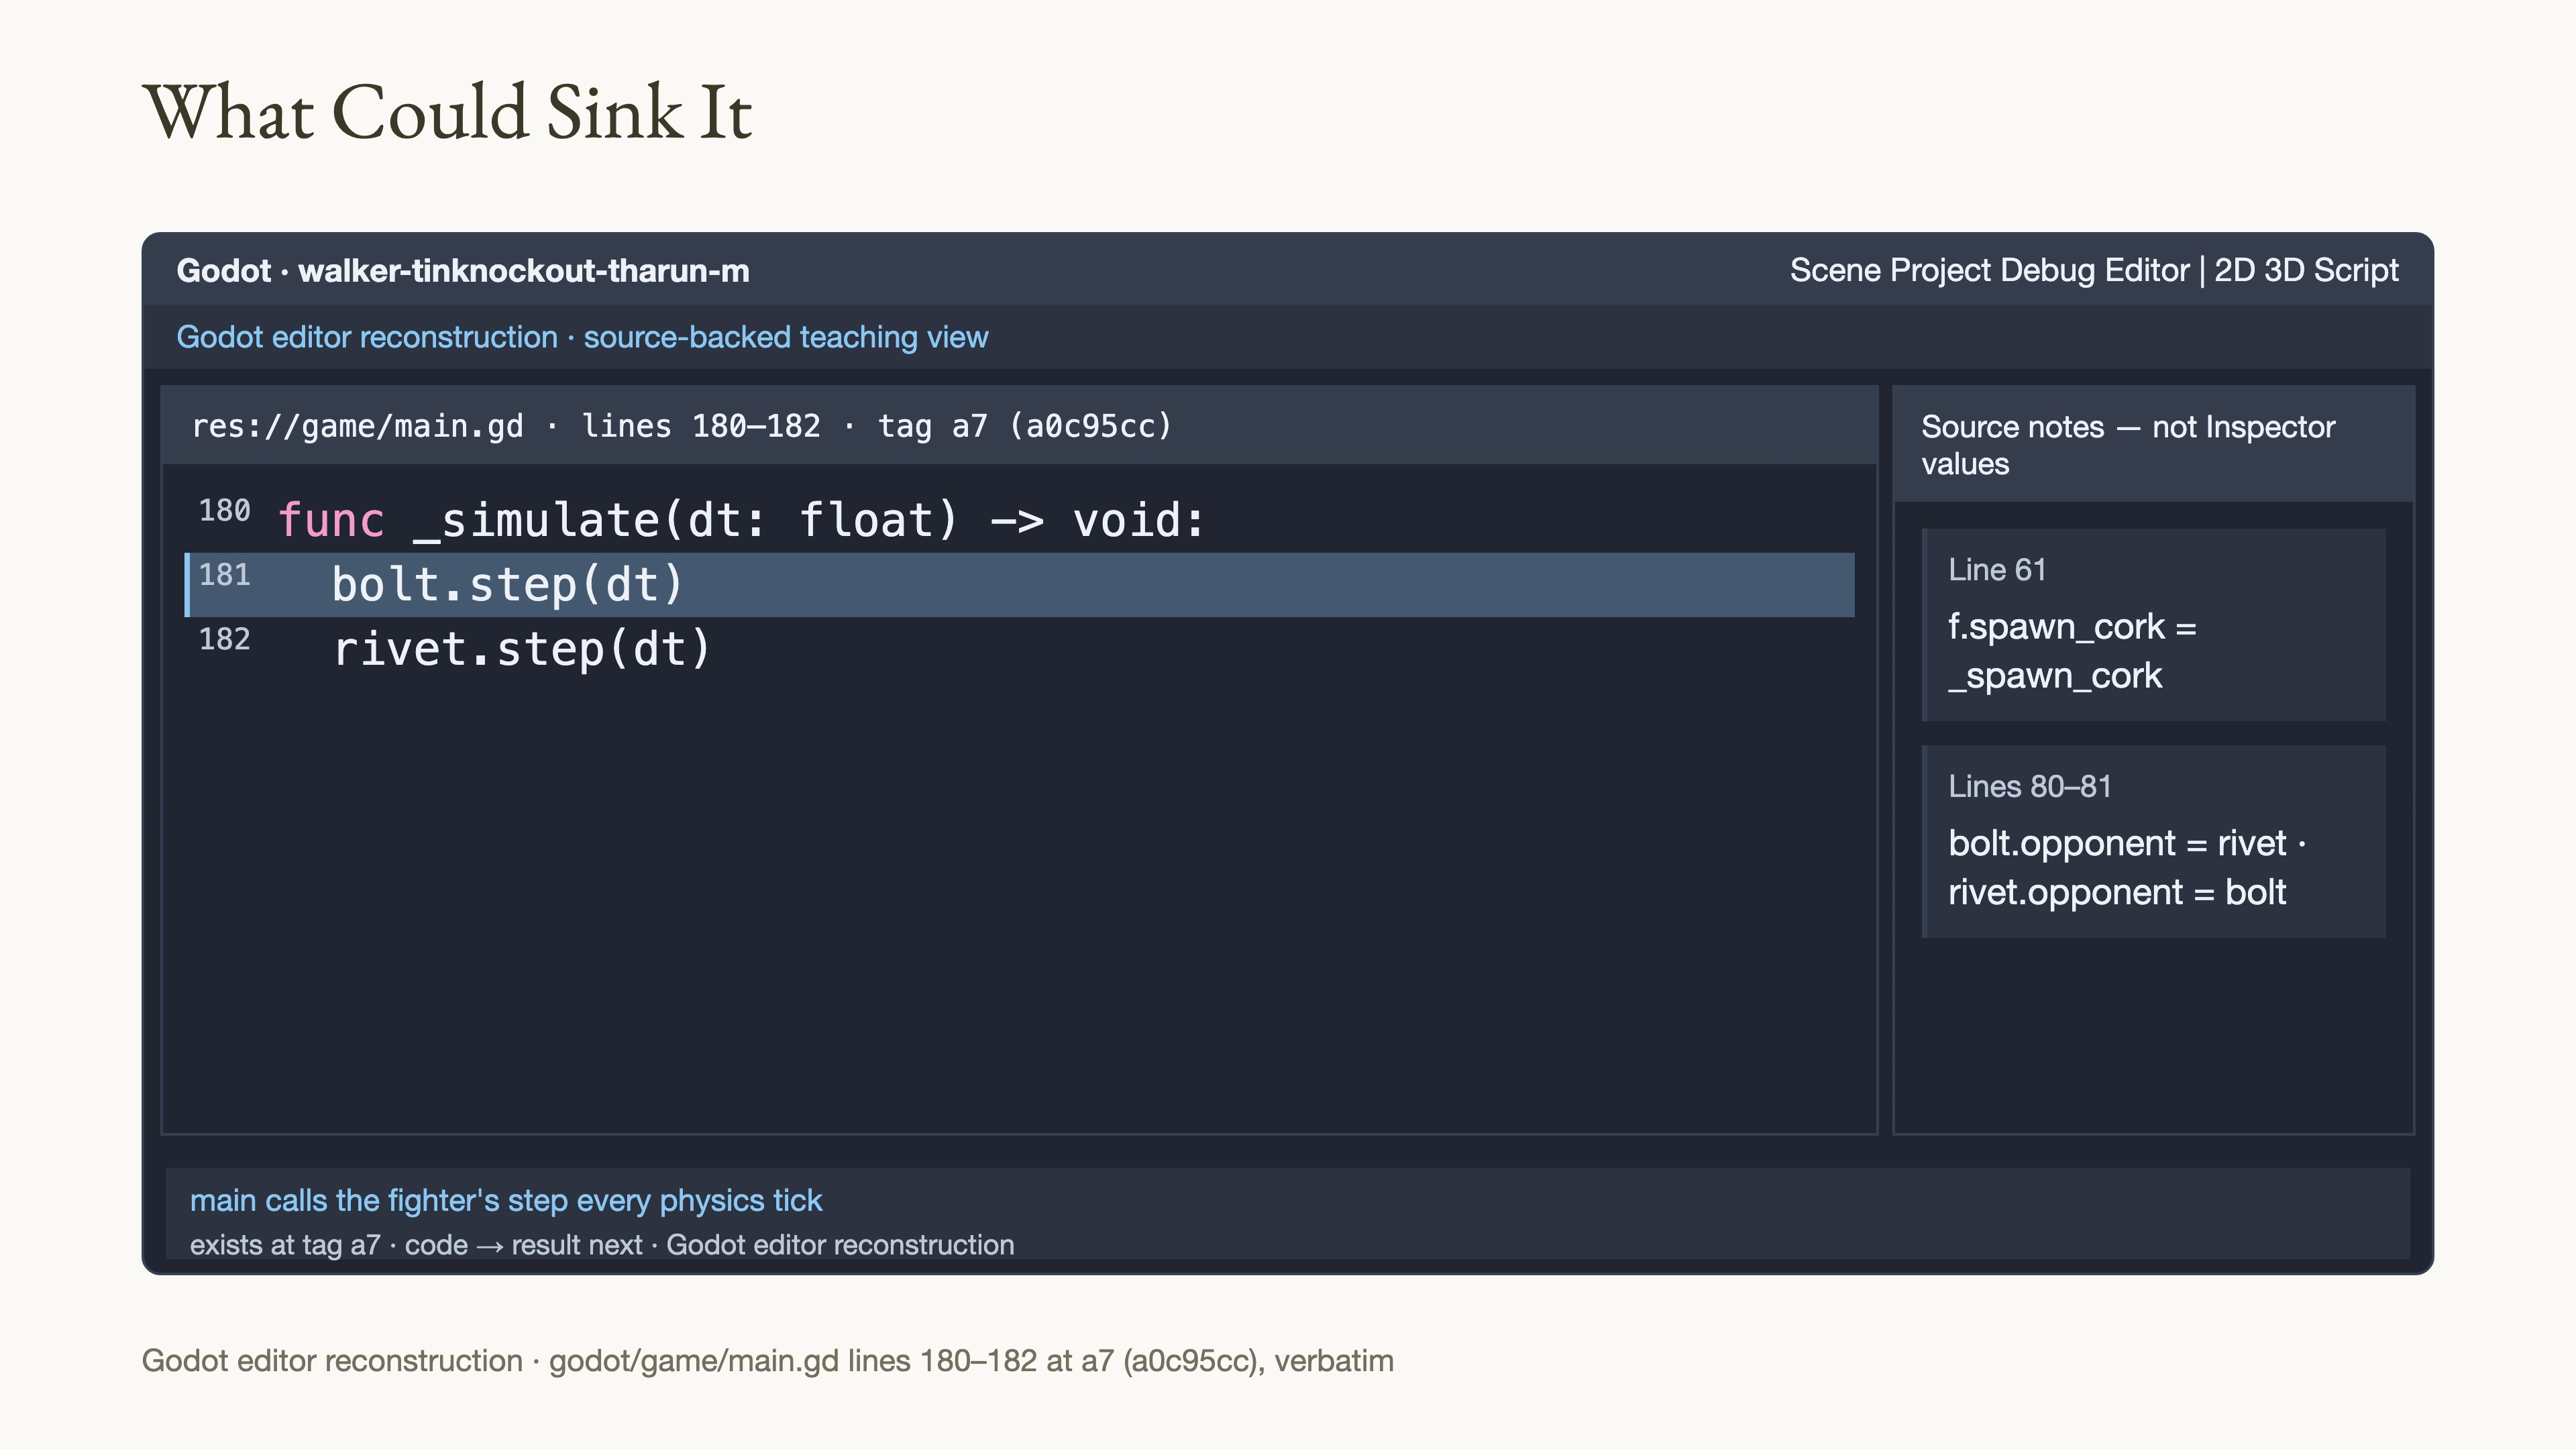 What Could Sink It
Godot · walker-tinknockout-tharun-m
Scene Project Debug Editor | 2D 3D Script
Godot editor reconstruction · source-backed teaching view
res://game/main.gd · lines 180–182 · tag a7 (a0c95cc)
180 func _simulate(dt: float) –> void:
181 bolt.step(dt)
182 rivet.step(dt)
Source notes — not Inspector
values
Line 61
f.spawn_cork =
_spawn_cork
Lines 80–81
bolt.opponent = rivet ·
rivet.opponent = bolt
main calls the fighter's step every physics tick
exists at tag a7 · code → result next · Godot editor reconstruction
Godot editor reconstruction · godot/game/main.gd lines 180–182 at a7 (a0c95cc), verbatim